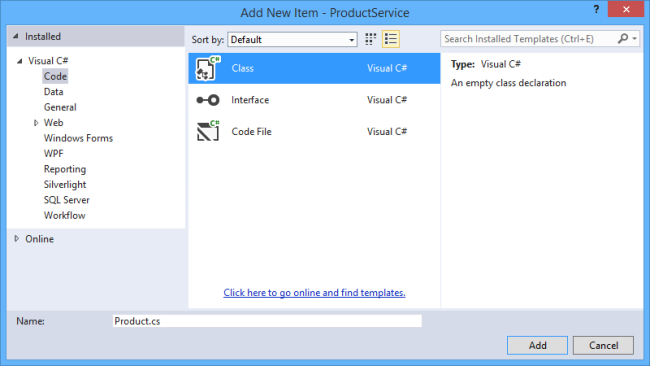 Add New Item - ProductService
?
Installed
Sort by: Default
Search Installed Templates (Ctrl+E)
Visual C#
Code
Data
General
Web
Windows Forms
WPF
Reporting
Silverlight
SQL Server
Workflow
Online
C# Class Visual C#
Interface Visual C#
C# Code File Visual C#
Click here to go online and find templates.
Type: Visual C#
An empty class declaration
Name: Product.cs
Add Cancel